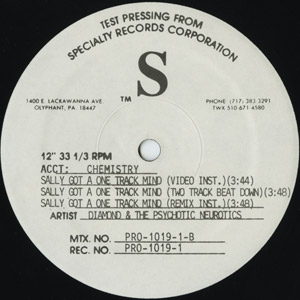 TEST PRESSING FROM
SPECIALTY RECORDS CORPORATION
S
TM
1400 E. LACKAWANNA AVE
OLYPHANT, PA 18447
PHONE (717) 383 3291
TWX 510 671-4580
12" 33 1/3 RPM
ACCT: CHEMISTRY
SALLY GOT A ONE TRACK MIND (VIDEO INST.)(3:44)
SALLY GOT A ONE TRACK MIND (TWO TRACK BEAT DOWN)(3:48)
SALLY GOT A ONE TRACK MIND (REMIX INST.)(3:48)
ARTIST DIAMOND & THE PSYCHOTIC NEUROTICS
MTX. NO. PRO-1019-1-B
REC. NO. PRO-1019-1